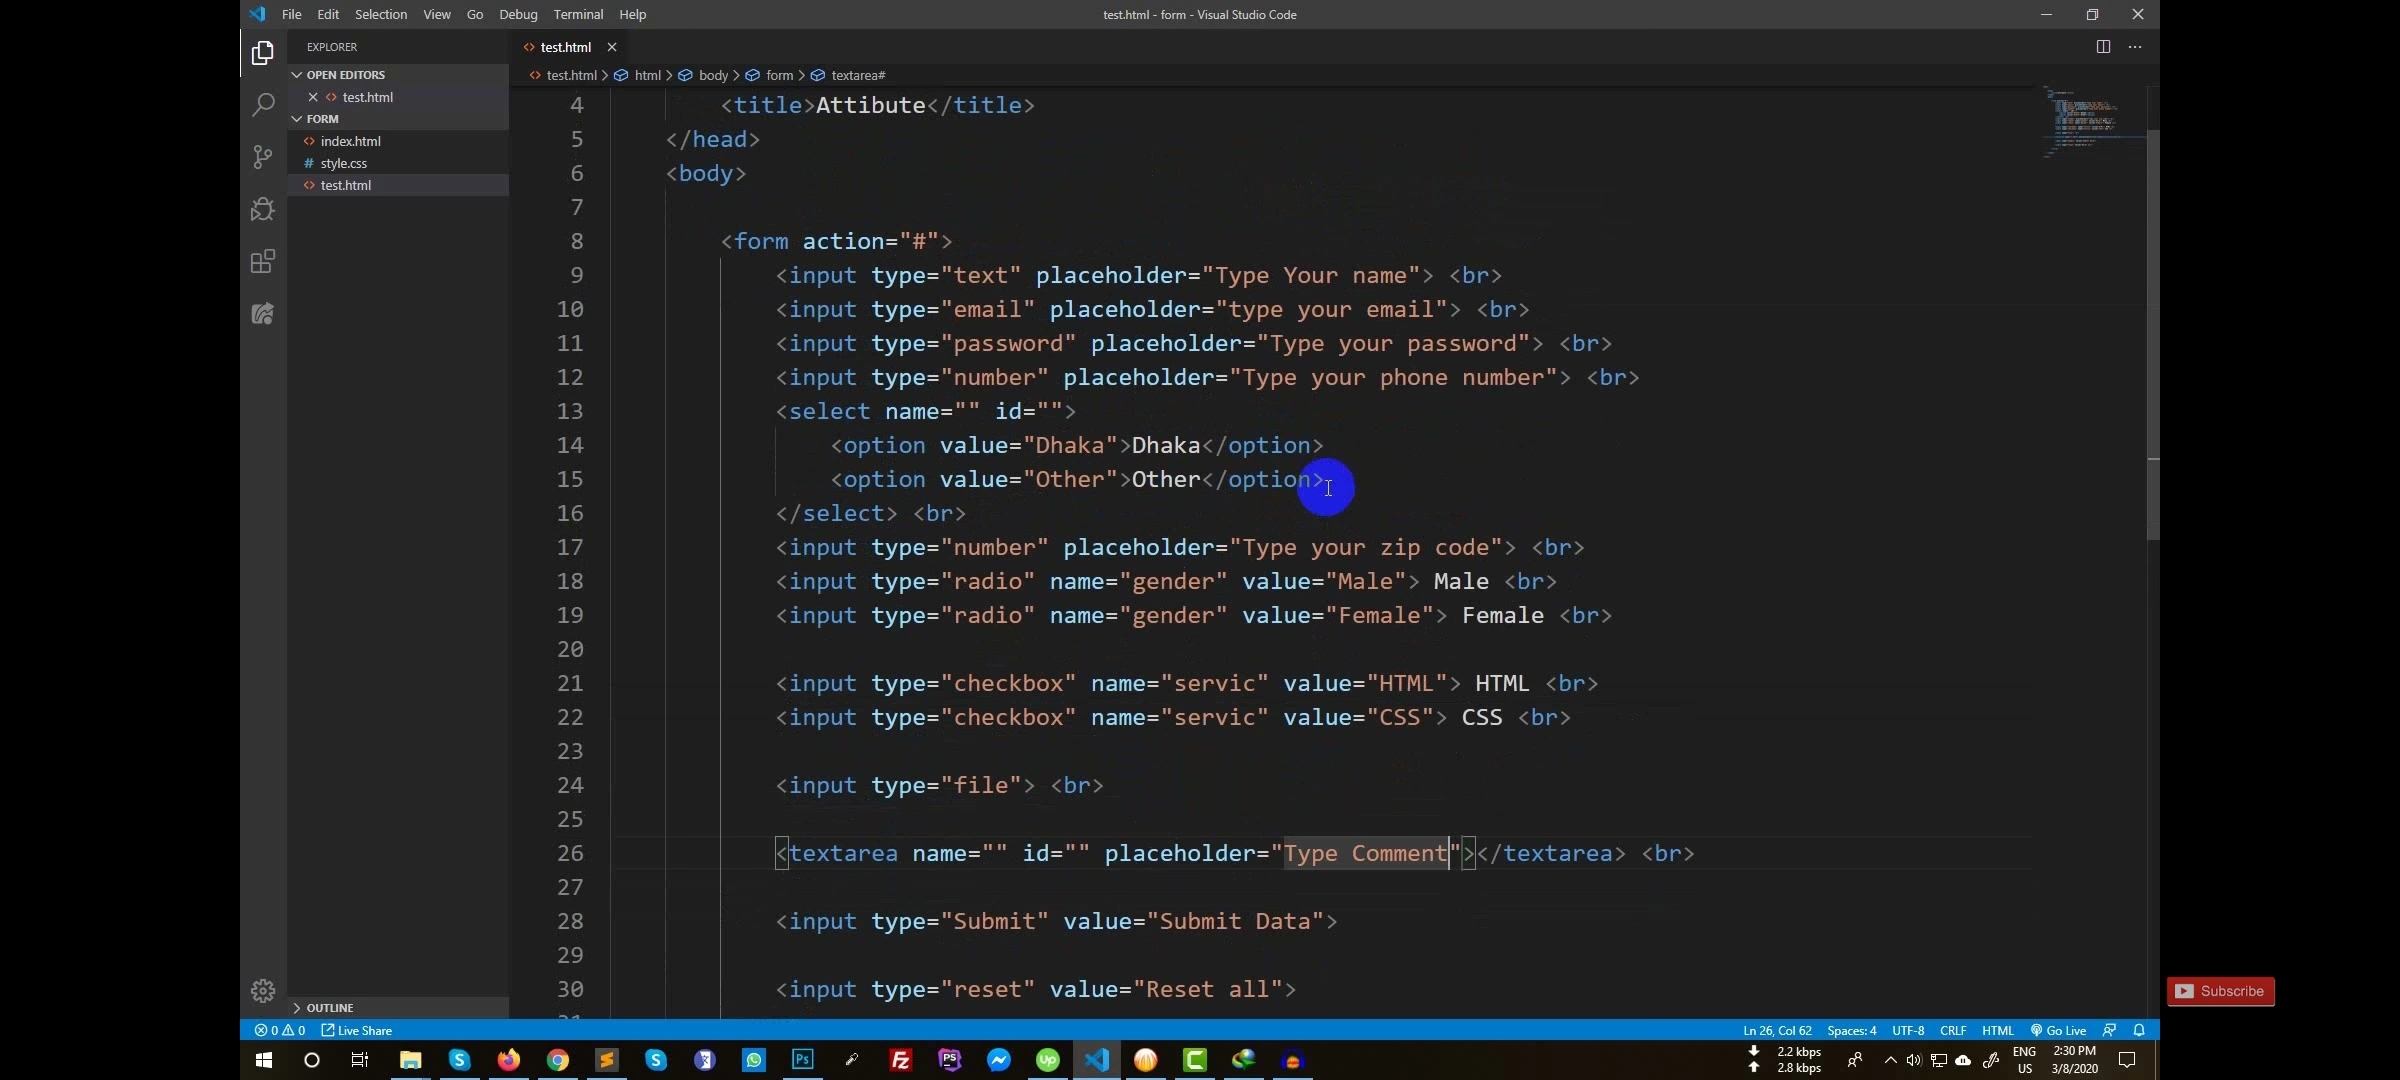 File Edit Selection View Go Debug Terminal Help
test.html - form - Visual Studio Code
EXPLORER
test.html
OPEN EDITORS
test.html > html > body > form > textarea#
test.html
FORM
index.html
style.css
test.html
4 <title>Attibute</title>
5 </head>
6 <body>
7
8 <form action="#">
9 <input type="text" placeholder="Type Your name"> <br>
10 <input type="email" placeholder="type your email"> <br>
11 <input type="password" placeholder="Type your password"> <br>
12 <input type="number" placeholder="Type your phone number"> <br>
13 <select name="" id="">
14 <option value="Dhaka">Dhaka</option>
15 <option value="Other">Other</option>
16 </select> <br>
17 <input type="number" placeholder="Type your zip code"> <br>
18 <input type="radio" name="gender" value="Male"> Male <br>
19 <input type="radio" name="gender" value="Female"> Female <br>
20
21 <input type="checkbox" name="servic" value="HTML"> HTML <br>
22 <input type="checkbox" name="servic" value="CSS"> CSS <br>
23
24 <input type="file"> <br>
25
26 <textarea name="" id="" placeholder="Type Comment"></textarea> <br>
27
28 <input type="Submit" value="Submit Data">
29
30 <input type="reset" value="Reset all">
OUTLINE
Subscribe
0 0 Live Share
Ln 26, Col 62 Spaces: 4 UTF-8 CRLF HTML Go Live
2.2 kbps
2.8 kbps
ENG
US
2:30 PM
3/8/2020